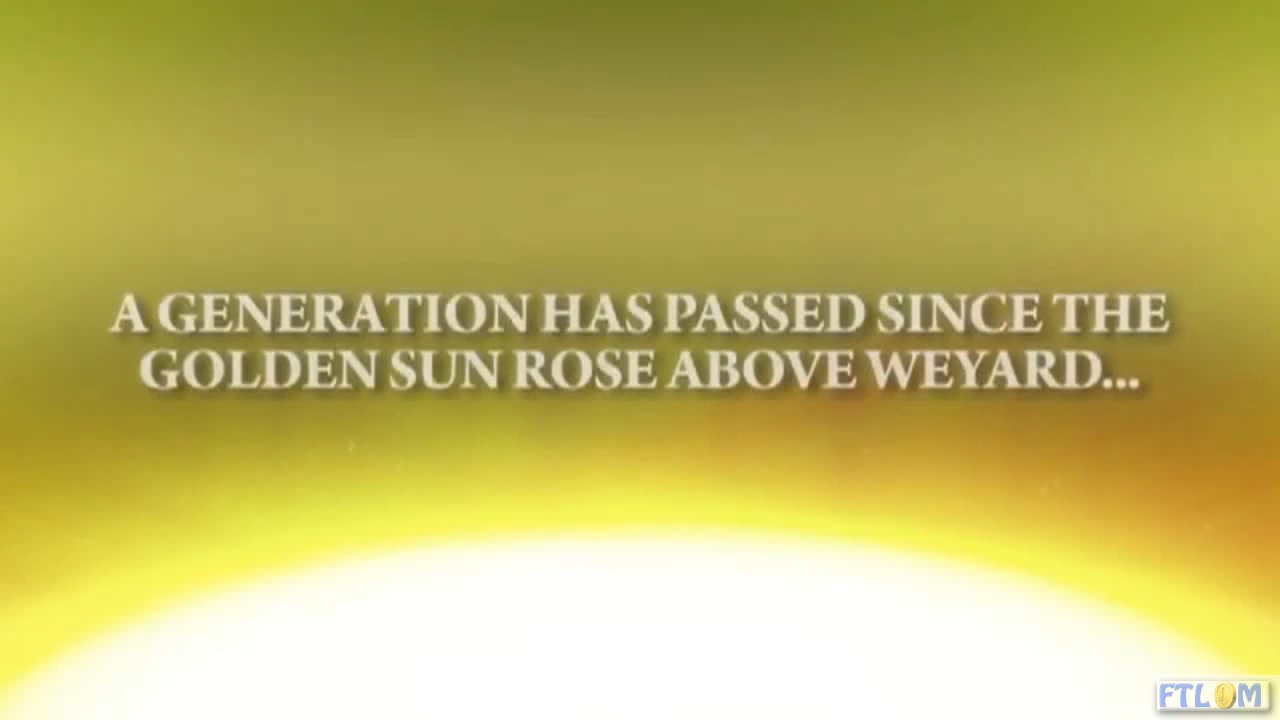 A GENERATION HAS PASSED SINCE THE
GOLDEN SUN ROSE ABOVE WEYARD...
FTLOM